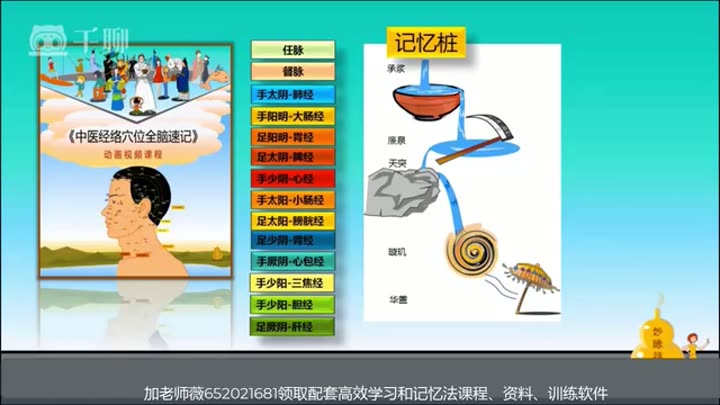 千聊
《中医经络穴位全脑速记》
动画视频课程
任脉
督脉
手太阴-肺经
手阳明-大肠经
足阳明-胃经
足太阴-脾经
手少阴-心经
手太阳-小肠经
足太阳-膀胱经
足少阴-肾经
手厥阴-心包经
手少阳-三焦经
手少阳-胆经
足厥阴-肝经
记忆桩
承浆
廉泉
天突
璇玑
华盖
加老师薇652021681领取配套高效学习和记忆法课程、资料、训练软件